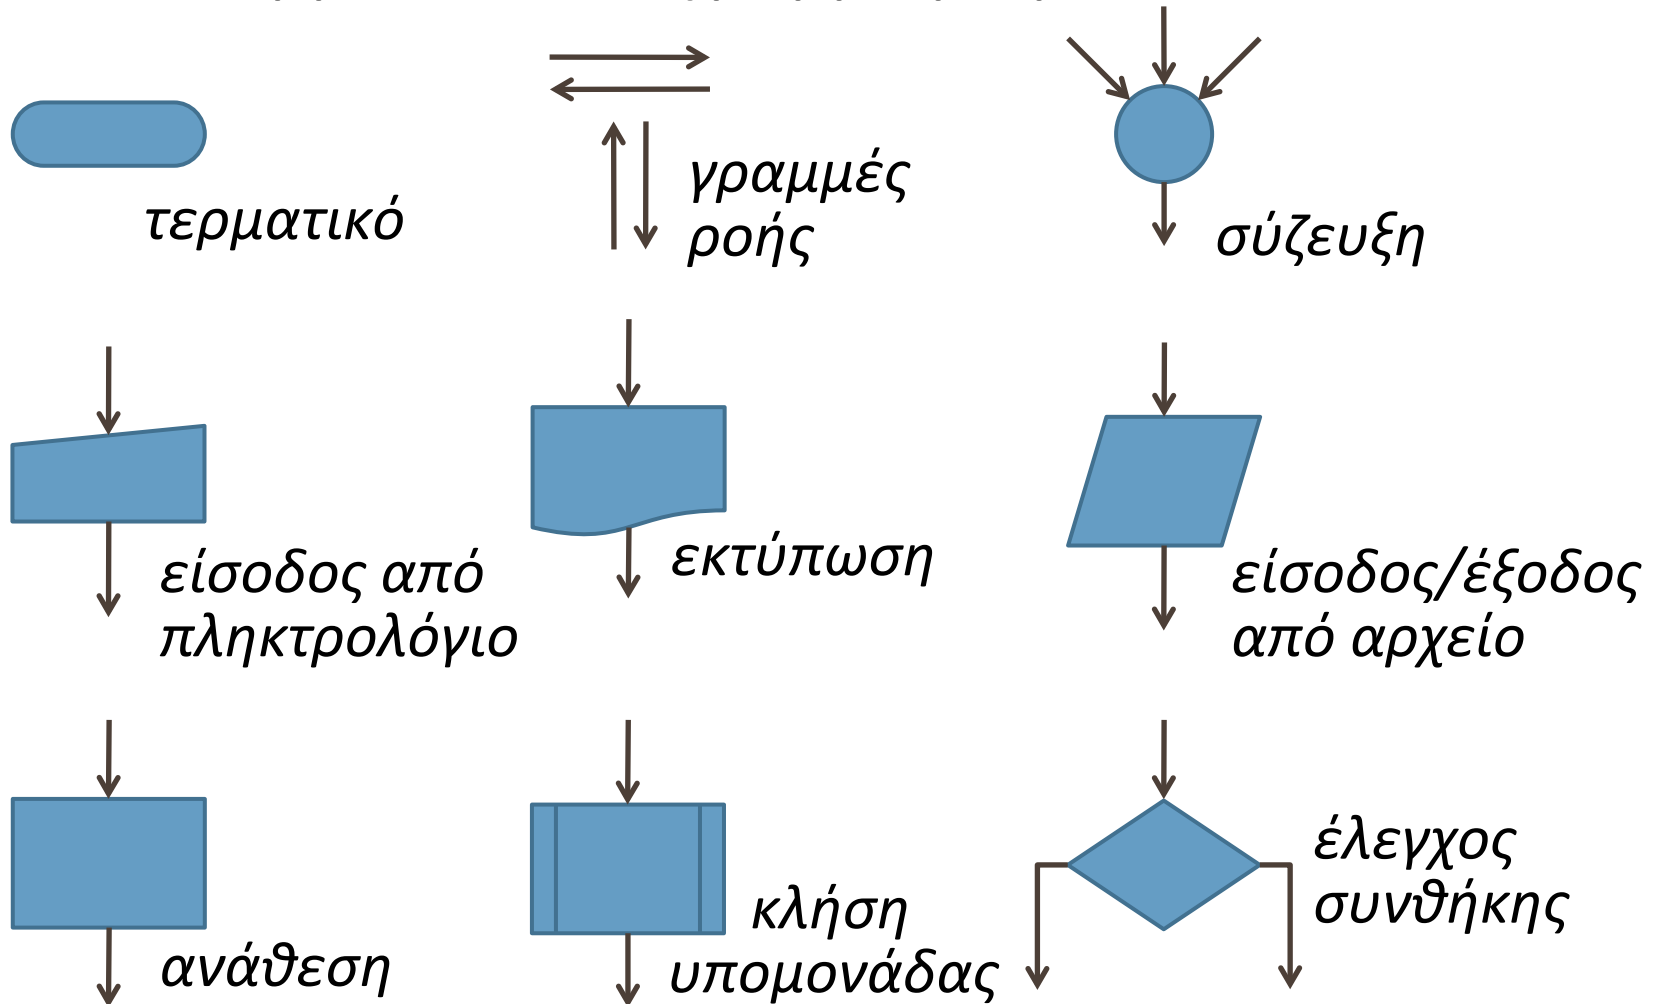 τερματικό
γραμμές
ροής
σύζευξη
είσοδος από
πληκτρολόγιο
εκτύπωση
είσοδος/έξοδος
από αρχείο
ανάθεση
κλήση
υπομονάδας
έλεγχος
συνθήκης